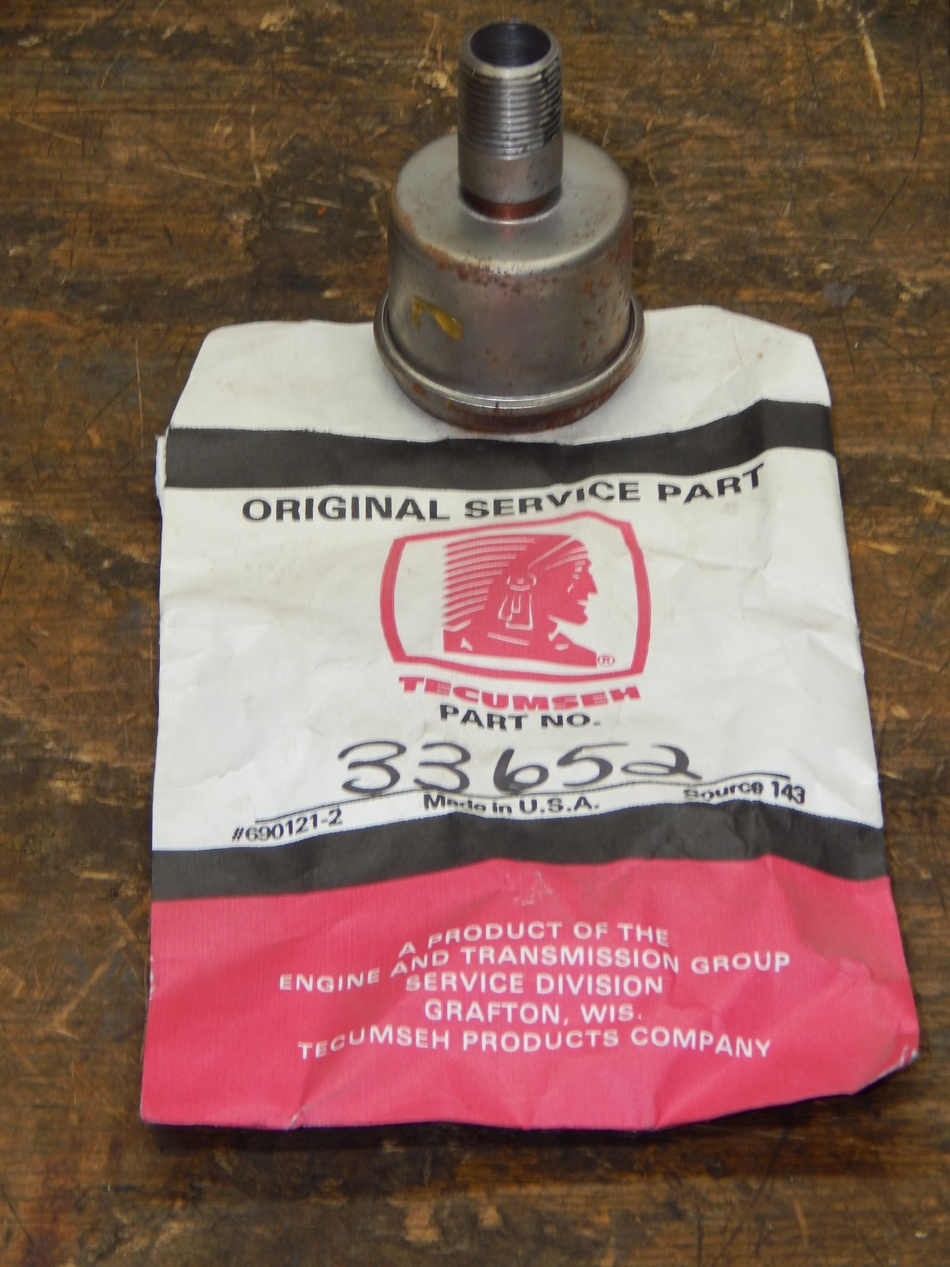 ORIGINAL SERVICE PART
®
TECUMSEH
PART NO.
33652
#690121-2 Made in U.S.A. Source 143
A PRODUCT OF THE
ENGINE AND TRANSMISSION GROUP
SERVICE DIVISION
GRAFTON, WIS.
TECUMSEH PRODUCTS COMPANY